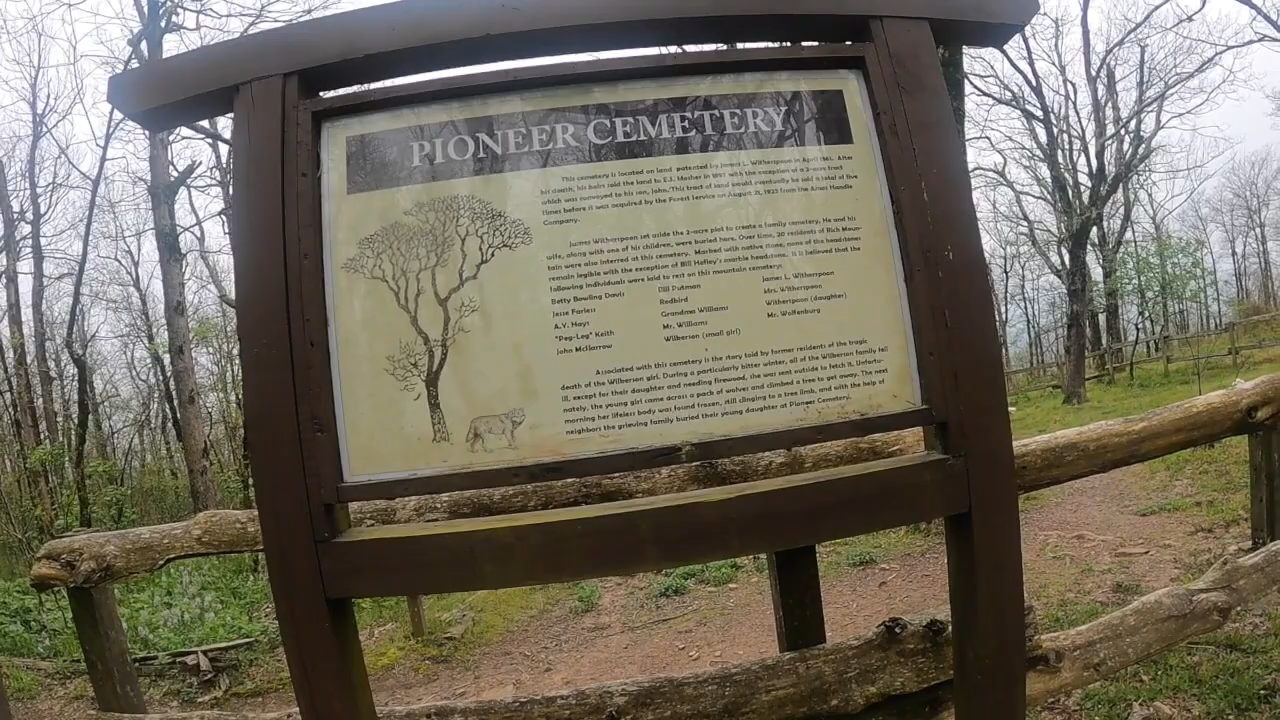 PIONEER CEMETERY
This cemetery is located on land patented by James L. Witherspoon in April 1901. After
his death, his heirs sold the land to E.J. Mosher in with the exception of a 2-acre tract
which was conveyed to his son, John. This tract of land would eventually be sold a total of five
times before it was acquired by the Forest Service on August 21, 1933 from the Ames Handle
Company.
James Witherspoon set aside the 2-acre plot to create a family cemetery. He and his
wife, along with one of his children, were buried here. Over time, 20 residents of Rich Moun-
tain were also interred at this cemetery. Marked with native stone, none of the headstones
remain legible with the exception of Bill Hefley's marble headstone. It is believed that the
following individuals were laid to rest on this mountain cemetery:
Betty Bowling Davis Bill Putman James L. Witherspoon
Jesse Farless Redbird Mrs. Witherspoon
A.V. Hays Grandma Williams Witherspoon (daughter)
"Peg-Leg" Keith Mr. Williams Mr. Wolfenburg
John McHarrow Wilberson (small girl)
Associated with this cemetery is the story told by former residents of the tragic
death of the Wilberson girl. During a particularly bitter winter, all of the Wilberson family fell
ill, except for their daughter and needing firewood, she was sent outside to fetch it. Unfortu-
nately, the young girl came across a pack of wolves and climbed a tree to get away. The next
morning her lifeless body was found frozen, still clinging to a tree limb, and with the help of
neighbors the grieving family buried their young daughter at Pioneer Cemetery.